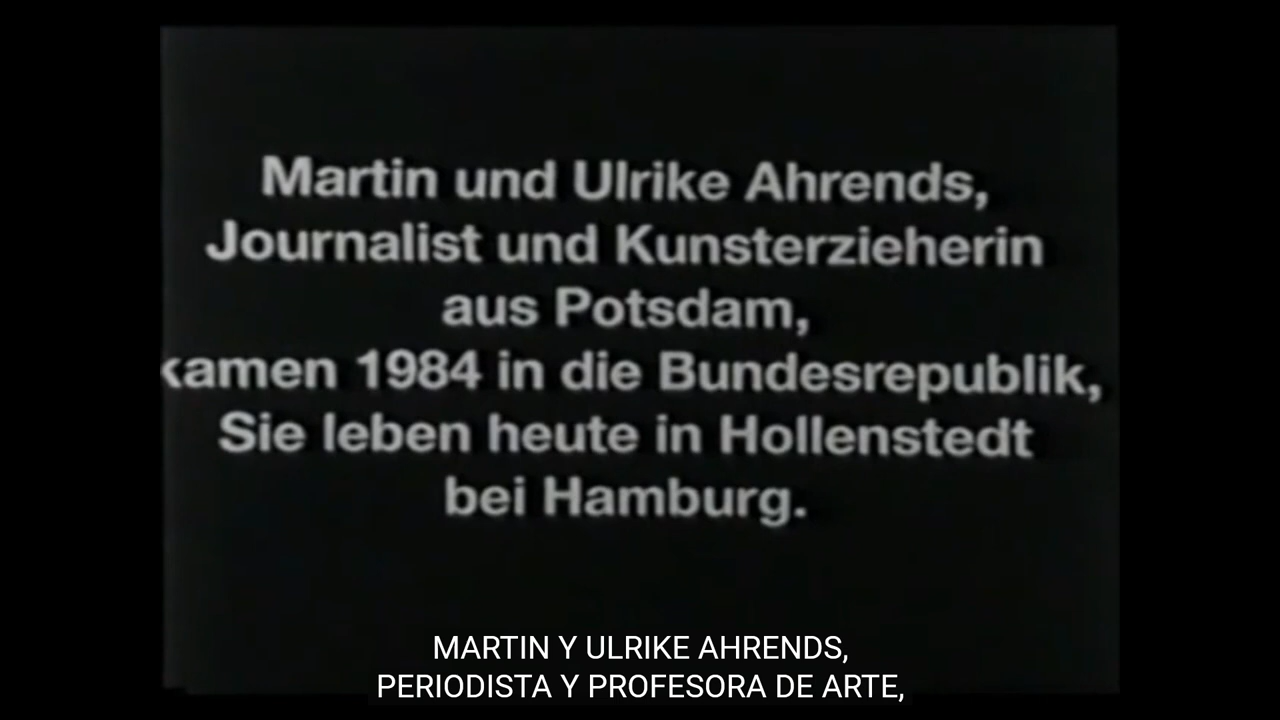 Martin und Ulrike Ahrends,
Journalist und Kunsterzieherin
aus Potsdam,
kamen 1984 in die Bundesrepublik,
Sie leben heute in Hollenstedt
bei Hamburg.
MARTIN Y ULRIKE AHRENDS,
PERIODISTA Y PROFESORA DE ARTE,